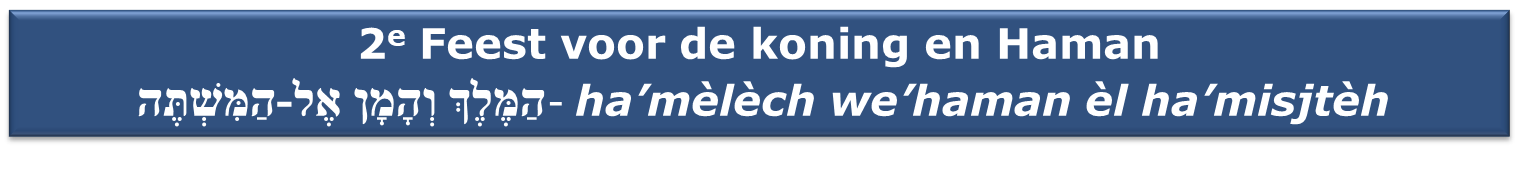 2e Feest voor de koning en Haman
הַמֶּלֶךְ וְהָמָן אֶל-הַמִּשְׁתֶּה - ha’mèlèch we’haman èl ha’misjtèh